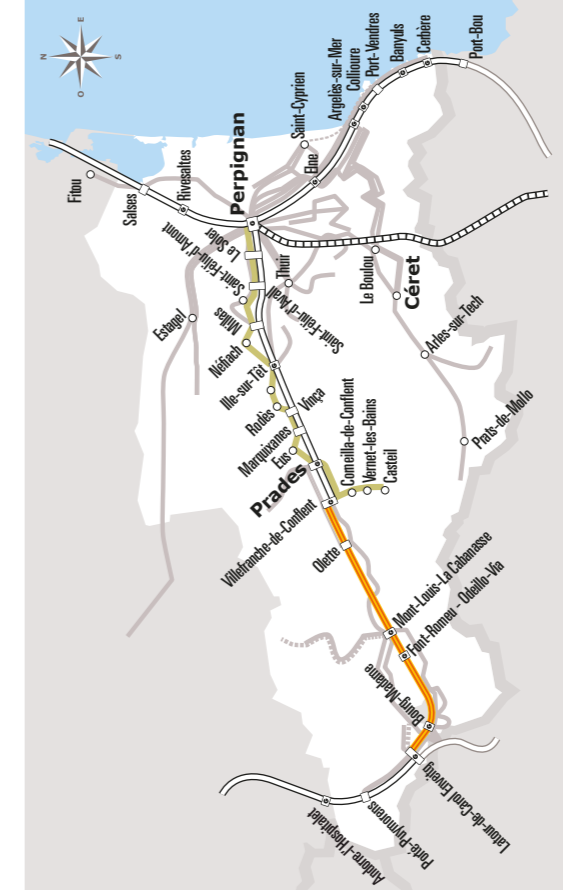 N
E
S
O
Fitou
Salses
Rivesaltes
Perpignan
Saint-Cyprien
Elne
Argelès-sur-Mer
Collioure
Port-Vendres
Banyuls
Cerbère
Port-Bou
Le Soler
Saint-Féliu-d'Amont
Saint-Féliu-d'Avall
Thuir
Le Boulou
Céret
Arles-sur-Tech
Prats-de-Mollo
Estagel
Millas
Néfiach
Ille-sur-Têt
Rodès
Vinça
Marquixanes
Eus
Prades
Corneilla-de-Conflent
Vernet-les-Bains
Casteil
Villefranche-de-Conflent
Olette
Mont-Louis-La Cabanasse
Font-Romeu - Odeillo-Via
Bourg-Madame
Latour-de-Carol Enveitg
Porté-Puymorens
Andorre-l'Hospitalet